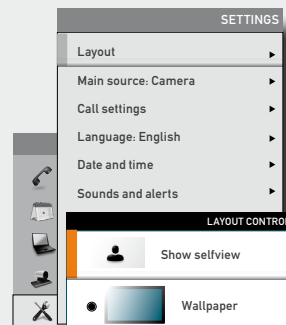 SETTINGS
Layout
Main source: Camera
Call settings
Language: English
Date and time
Sounds and alerts
LAYOUT CONTROL
Show selfview
Wallpaper